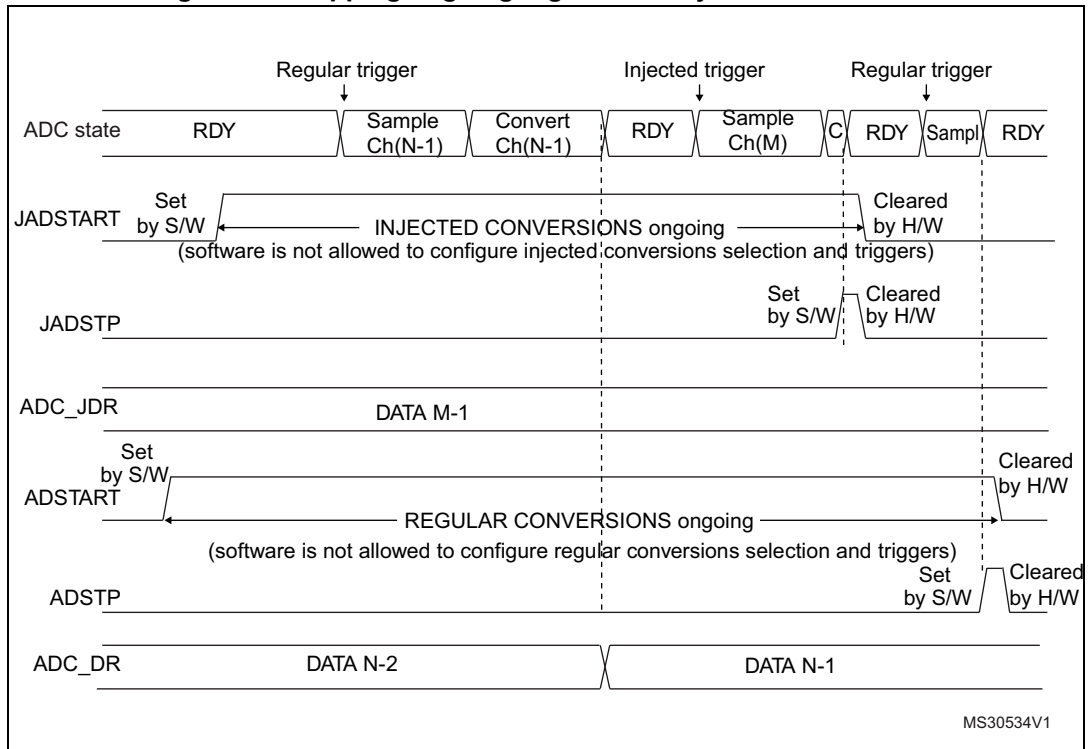 Regular trigger
Injected trigger
Regular trigger
ADC state
RDY
Sample
Ch(N-1)
Convert
Ch(N-1)
RDY
Sample
Ch(M)
C
RDY
Sampl
RDY
JADSTART
Set
by S/W
INJECTED CONVERSIONS ongoing
(software is not allowed to configure injected conversions selection and triggers)
Cleared
by H/W
JADSTP
Set
by S/W
Cleared
by H/W
ADC_JDR
DATA M-1
ADSTART
Set
by S/W
REGULAR CONVERSIONS ongoing
(software is not allowed to configure regular conversions selection and triggers)
Cleared
by H/W
ADSTP
Set
by S/W
Cleared
by H/W
ADC_DR
DATA N-2
DATA N-1
MS30534V1